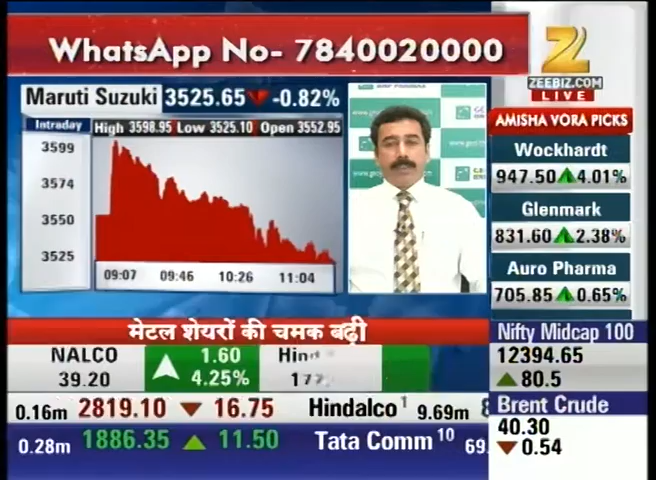 WhatsApp No- 7840020000
ZEEBIZ.COM
LIVE
Maruti Suzuki 3525.65 -0.82%
Intraday High 3598.95 Low 3525.10 Open 3552.95
3599
3574
3550
3525
09:07 09:46 10:26 11:04
AMISHA VORA PICKS
Wockhardt
947.50 4.01%
Glenmark
831.60 2.38%
Auro Pharma
705.85 0.65%
मेटल शेयरों की चमक बढ़ी
NALCO 1.60
39.20 4.25%
Nifty Midcap 100
12394.65
80.5
0.16m 2819.10 16.75 Hindalco 1 9.69m
Brent Crude
40.30
0.54
0.28m 1886.35 11.50 Tata Comm 10 69.